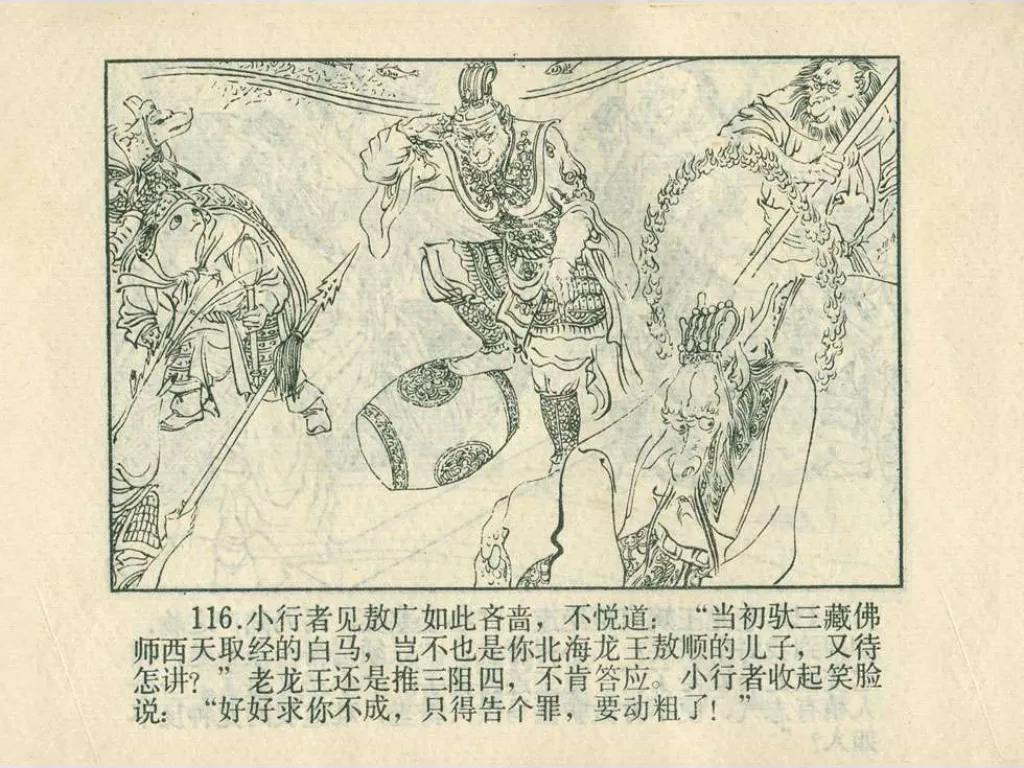 116.小行者见敖广如此吝啬，不悦道：“当初驮三藏佛
师西天取经的白马，岂不也是你北海龙王敖顺的儿子，又待
怎讲？”老龙王还是推三阻四，不肯答应。小行者收起笑脸
说：“好好求你不成，只得告个罪，要动粗了！”